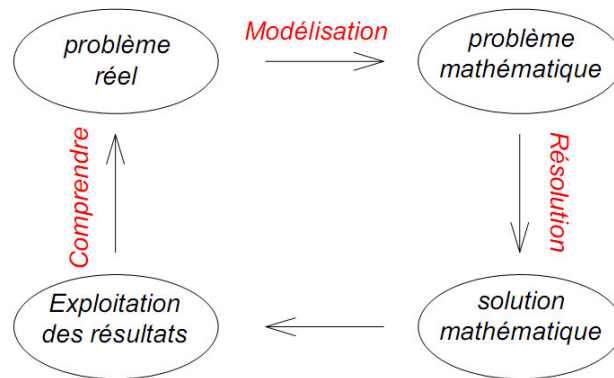 problème
réel
Modélisation
problème
mathématique
Résolution
solution
mathématique
Exploitation
des résultats
Comprendre